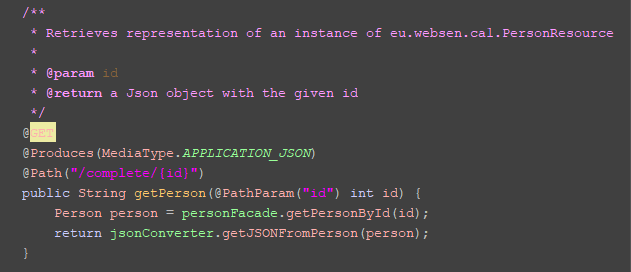 /**
* Retrieves representation of an instance of eu.websen.cal.PersonResource
*
* @param id
* @return a Json object with the given id
*/
@GET
@Produces(MediaType.APPLICATION_JSON)
@Path("/complete/{id}")
public String getPerson(@PathParam("id") int id) {
Person person = personFacade.getPersonById(id);
return jsonConverter.getJSONFromPerson(person);
}